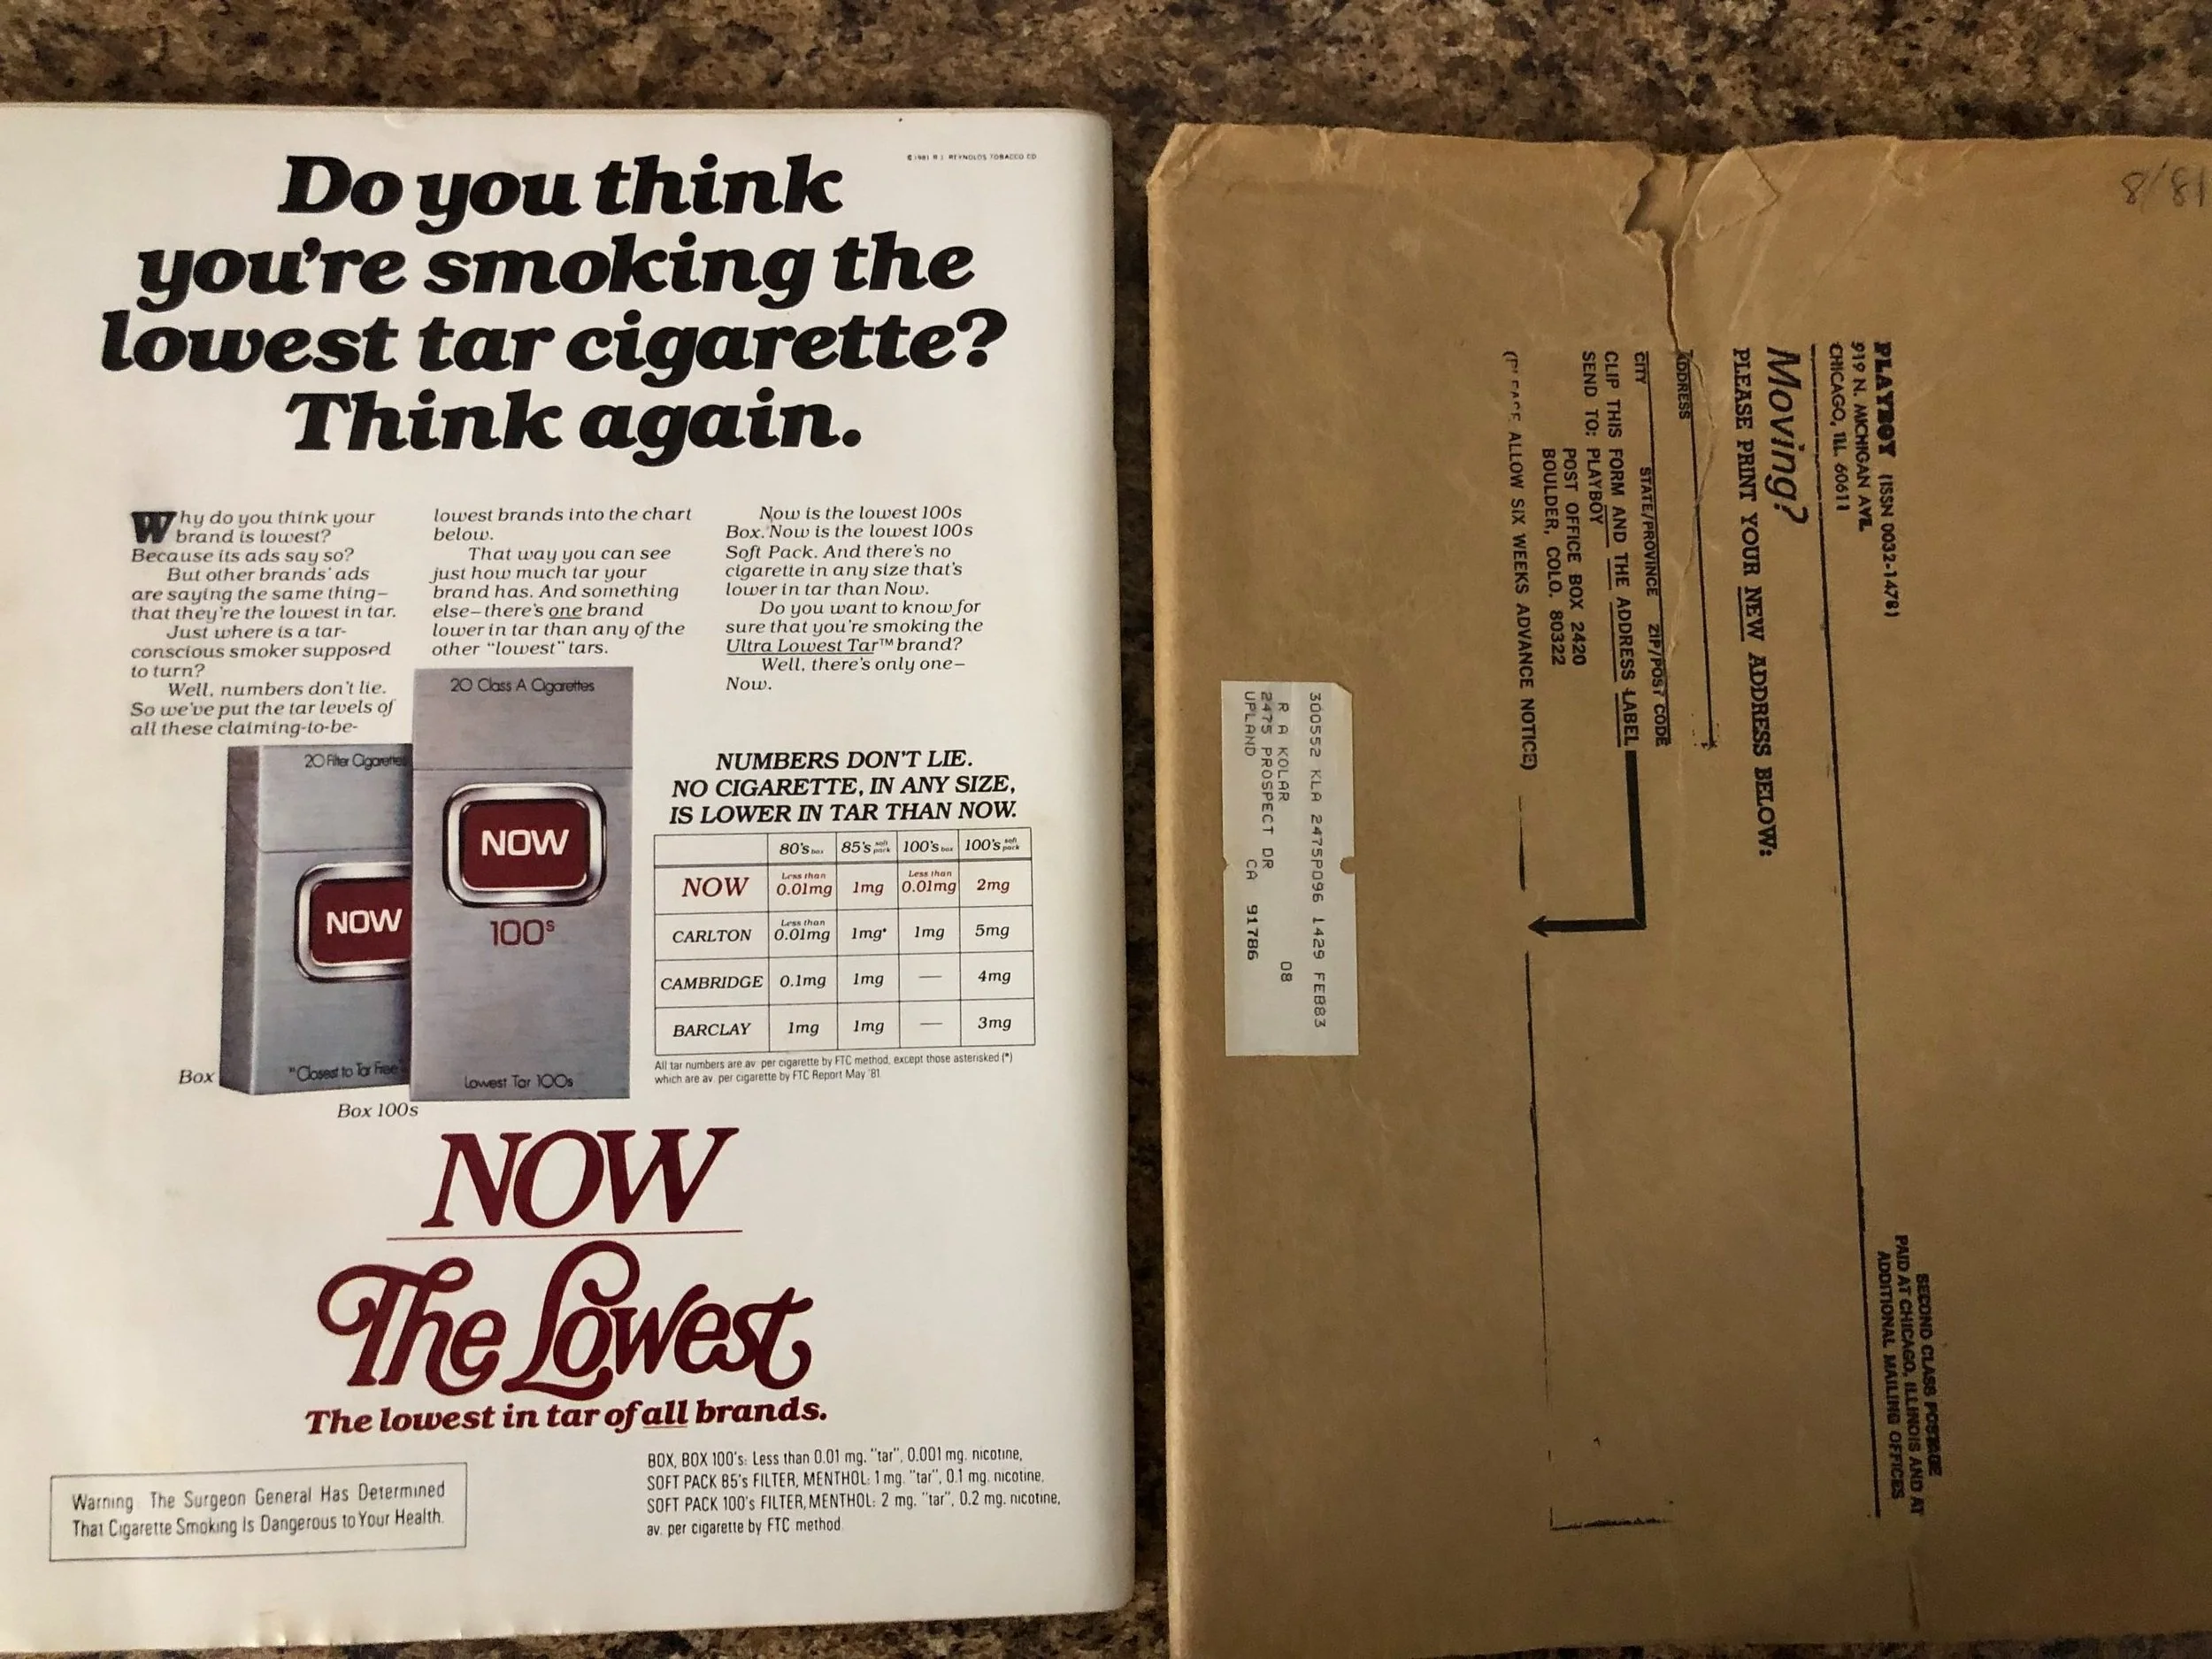 © 1981 R.J. REYNOLDS TOBACCO CO.
Do you think
you're smoking the
lowest tar cigarette?
Think again.
Why do you think your
brand is lowest?
Because its ads say so?
But other brands' ads
are saying the same thing—
that they're the lowest in tar.
Just where is a tar-
conscious smoker supposed
to turn?
Well, numbers don't lie.
So we've put the tar levels of
all these claiming-to-be-
lowest brands into the chart
below.
That way you can see
just how much tar your
brand has. And something
else—there's one brand
lower in tar than any of the
other "lowest" tars.
Now is the lowest 100s
Box. Now is the lowest 100s
Soft Pack. And there's no
cigarette in any size that's
lower in tar than Now.
Do you want to know for
sure that you're smoking the
Ultra Lowest Tar™ brand?
Well, there's only one—
Now.
20 Filter Cigarettes
NOW
"Closest to Tar Free"
Box
20 Class A Cigarettes
NOW
100s
Lowest Tar 100s
Box 100s
NUMBERS DON'T LIE.
NO CIGARETTE, IN ANY SIZE,
IS LOWER IN TAR THAN NOW.
80's box 85's soft pack 100's box 100's soft pack
NOW Less than 0.01mg 1mg Less than 0.01mg 2mg
CARLTON Less than 0.01mg 1mg* 1mg 5mg
CAMBRIDGE 0.1mg 1mg — 4mg
BARCLAY 1mg 1mg — 3mg
All tar numbers are av. per cigarette by FTC method, except those asterisked (*)
which are av. per cigarette by FTC Report May '81.
NOW
The Lowest
The lowest in tar of all brands.
BOX, BOX 100's: Less than 0.01 mg. "tar", 0.001 mg. nicotine,
SOFT PACK 85's FILTER, MENTHOL: 1 mg. "tar", 0.1 mg. nicotine,
SOFT PACK 100's FILTER, MENTHOL: 2 mg. "tar", 0.2 mg. nicotine,
av. per cigarette by FTC method.
Warning: The Surgeon General Has Determined
That Cigarette Smoking Is Dangerous to Your Health.
8/81
PLAYBOY (ISSN 0032-1478)
919 N. MICHIGAN AVE.
CHICAGO, ILL. 60611
SECOND CLASS POSTAGE
PAID AT CHICAGO, ILLINOIS AND AT
ADDITIONAL MAILING OFFICES
Moving?
PLEASE PRINT YOUR NEW ADDRESS BELOW:
ADDRESS
CITY STATE/PROVINCE ZIP/POST CODE
CLIP THIS FORM AND THE ADDRESS LABEL
SEND TO: PLAYBOY
POST OFFICE BOX 2420
BOULDER, COLO. 80322
(PLEASE ALLOW SIX WEEKS ADVANCE NOTICE)
300552 KLA 2475P096 1429 FEB83
R A KOLAR 08
2475 PROSPECT DR
UPLAND CA 91786